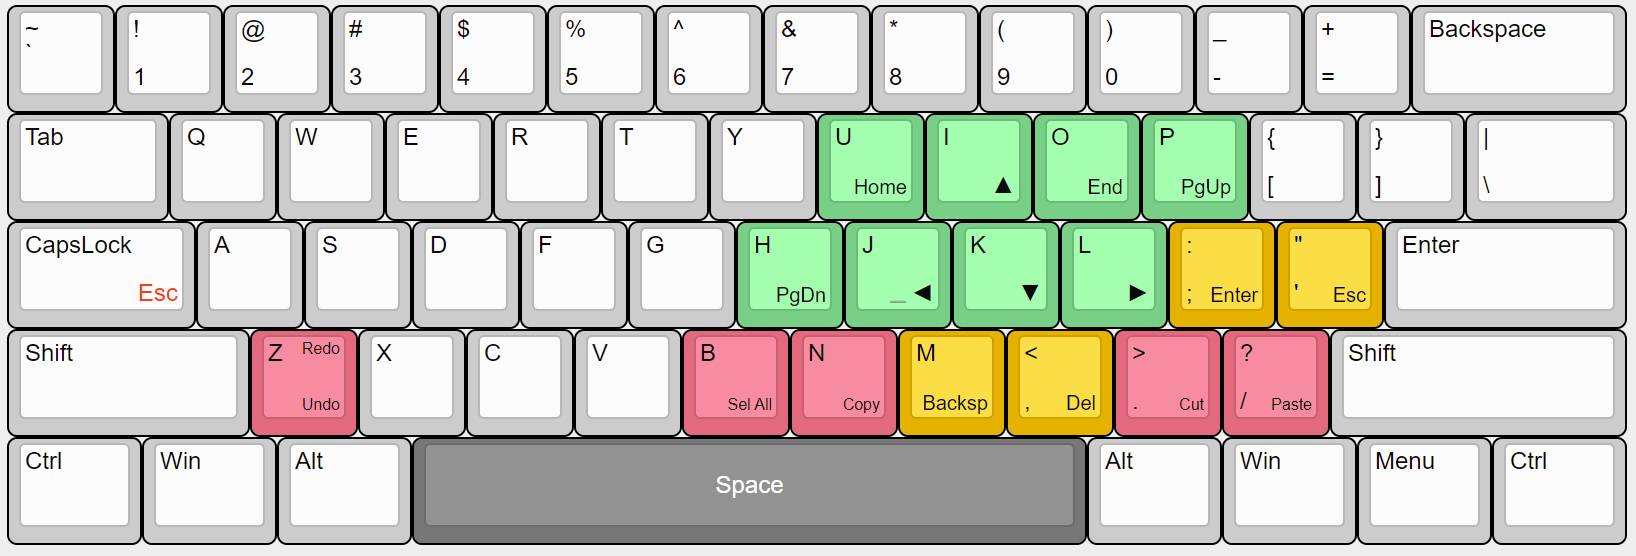 ~ ! @ # $ % ^ & * ( ) _ + Backspace
` 1 2 3 4 5 6 7 8 9 0 - =
Tab Q W E R T Y U I O P { } |
Home ▲ End PgUp [ ] \
CapsLock A S D F G H J K L : " Enter
Esc PgDn _ ◀ ▼ ▶ ; Enter ' Esc
Shift Z Redo X C V B N M < > ? Shift
Undo Sel All Copy Backsp , Del . Cut / Paste
Ctrl Win Alt Space Alt Win Menu Ctrl